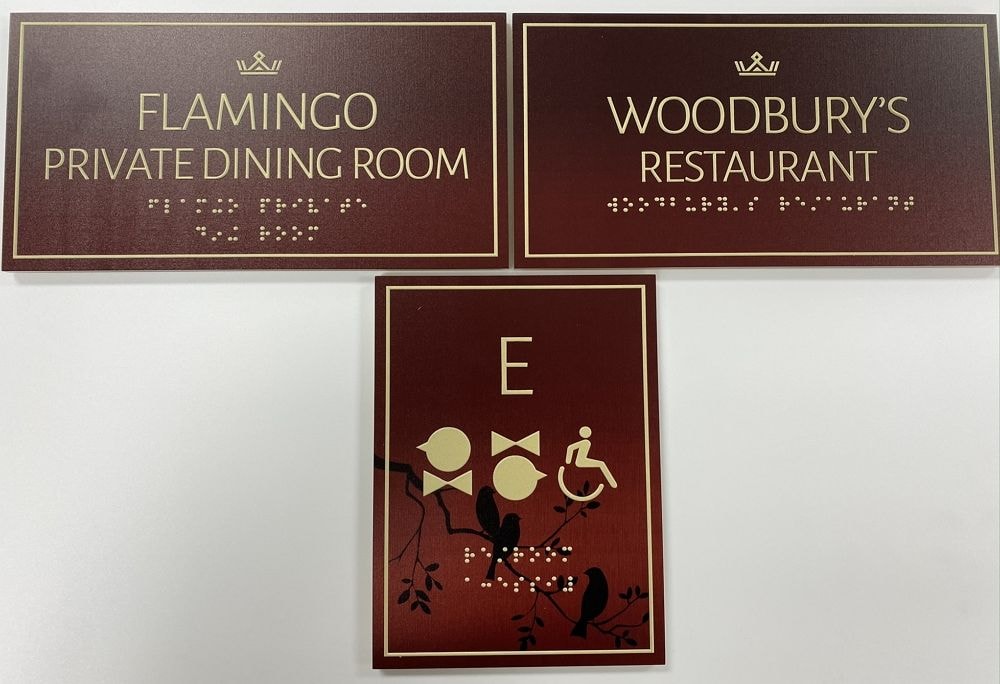 FLAMINGO
PRIVATE DINING ROOM
WOODBURY'S
RESTAURANT
E